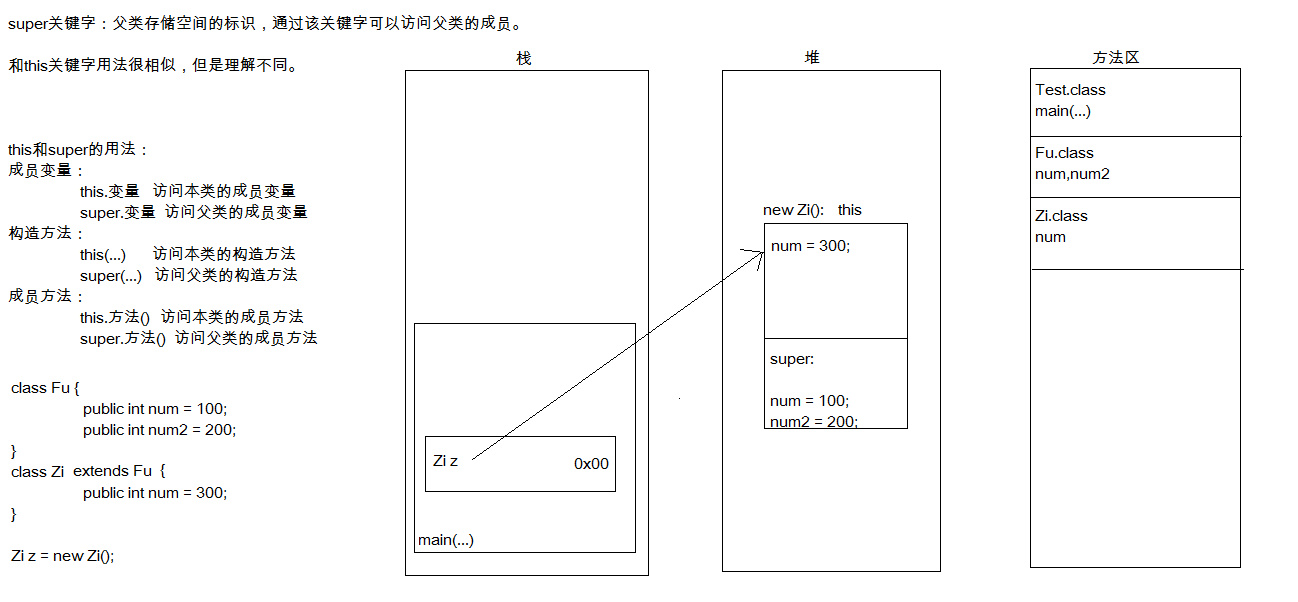 super关键字：父类存储空间的标识，通过该关键字可以访问父类的成员。
和this关键字用法很相似，但是理解不同。
this和super的用法：
成员变量：
this.变量 访问本类的成员变量
super.变量 访问父类的成员变量
构造方法：
this(...) 访问本类的构造方法
super(...) 访问父类的构造方法
成员方法：
this.方法() 访问本类的成员方法
super.方法() 访问父类的成员方法
class Fu {
public int num = 100;
public int num2 = 200;
}
class Zi extends Fu {
public int num = 300;
}
Zi z = new Zi();
栈
Zi z 0x00
main(...)
堆
new Zi(): this
num = 300;
super:
num = 100;
num2 = 200;
方法区
Test.class
main(...)
Fu.class
num,num2
Zi.class
num